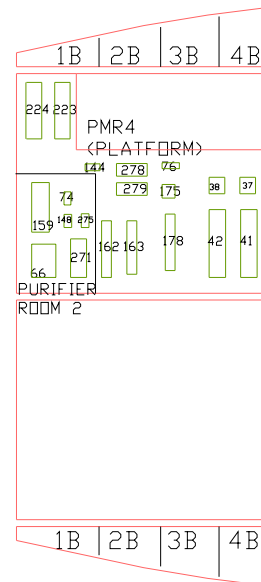 1B 2B 3B 4B
224 223
PMR4
(PLATFORM)
144 278 76
279 175 38 37
74
159 148 275
162 163 178 42 41
66 271
PURIFIER
ROOM 2
1B 2B 3B 4B